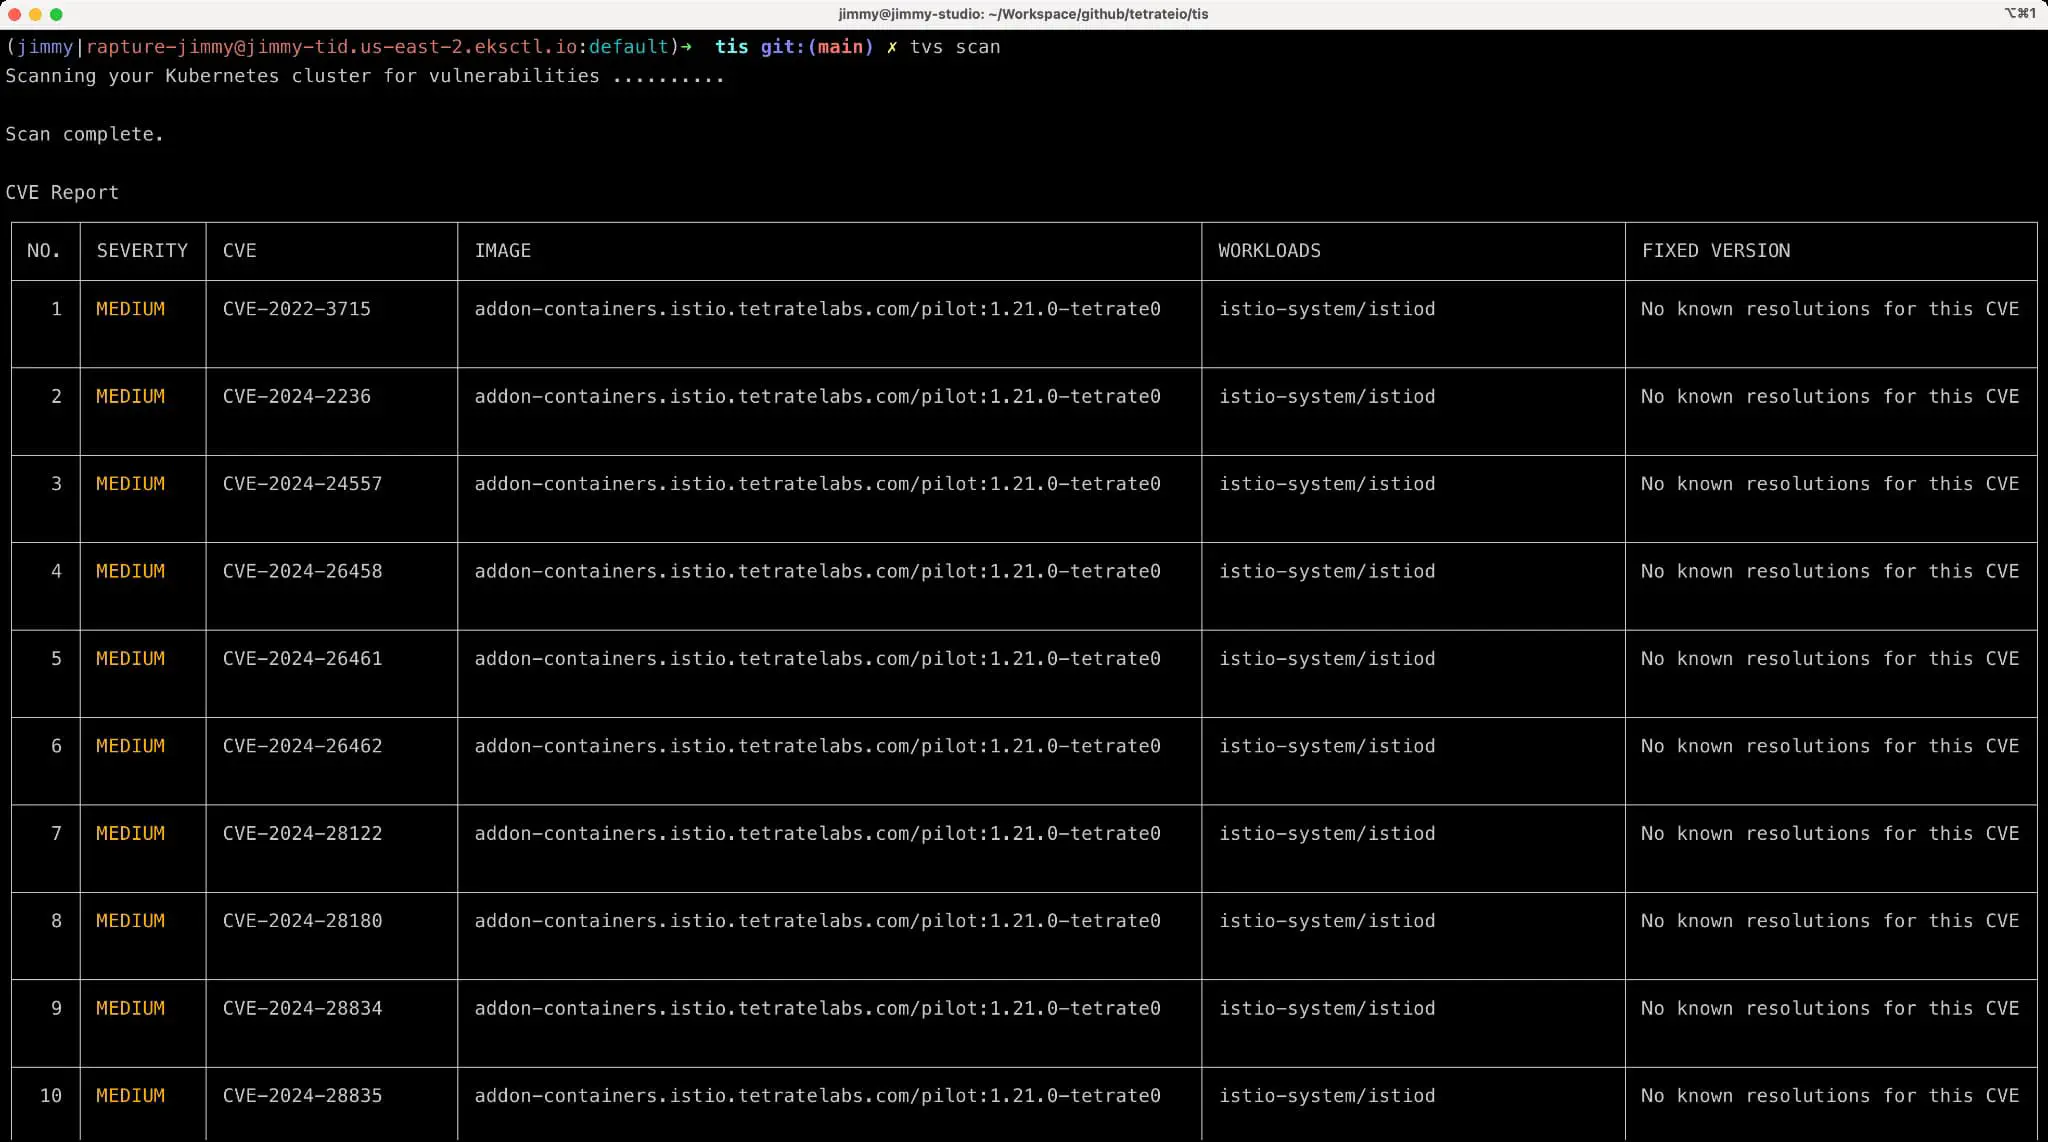 jimmy@jimmy-studio: ~/Workspace/github/tetrateio/tis ⌥⌘1
(jimmy|rapture-jimmy@jimmy-tid.us-east-2.eksctl.io:default)→ tis git:(main) ✗ tvs scan
Scanning your Kubernetes cluster for vulnerabilities ..........
Scan complete.
CVE Report
NO. SEVERITY CVE IMAGE WORKLOADS FIXED VERSION
1 MEDIUM CVE-2022-3715 addon-containers.istio.tetratelabs.com/pilot:1.21.0-tetrate0 istio-system/istiod No known resolutions for this CVE
2 MEDIUM CVE-2024-2236 addon-containers.istio.tetratelabs.com/pilot:1.21.0-tetrate0 istio-system/istiod No known resolutions for this CVE
3 MEDIUM CVE-2024-24557 addon-containers.istio.tetratelabs.com/pilot:1.21.0-tetrate0 istio-system/istiod No known resolutions for this CVE
4 MEDIUM CVE-2024-26458 addon-containers.istio.tetratelabs.com/pilot:1.21.0-tetrate0 istio-system/istiod No known resolutions for this CVE
5 MEDIUM CVE-2024-26461 addon-containers.istio.tetratelabs.com/pilot:1.21.0-tetrate0 istio-system/istiod No known resolutions for this CVE
6 MEDIUM CVE-2024-26462 addon-containers.istio.tetratelabs.com/pilot:1.21.0-tetrate0 istio-system/istiod No known resolutions for this CVE
7 MEDIUM CVE-2024-28122 addon-containers.istio.tetratelabs.com/pilot:1.21.0-tetrate0 istio-system/istiod No known resolutions for this CVE
8 MEDIUM CVE-2024-28180 addon-containers.istio.tetratelabs.com/pilot:1.21.0-tetrate0 istio-system/istiod No known resolutions for this CVE
9 MEDIUM CVE-2024-28834 addon-containers.istio.tetratelabs.com/pilot:1.21.0-tetrate0 istio-system/istiod No known resolutions for this CVE
10 MEDIUM CVE-2024-28835 addon-containers.istio.tetratelabs.com/pilot:1.21.0-tetrate0 istio-system/istiod No known resolutions for this CVE